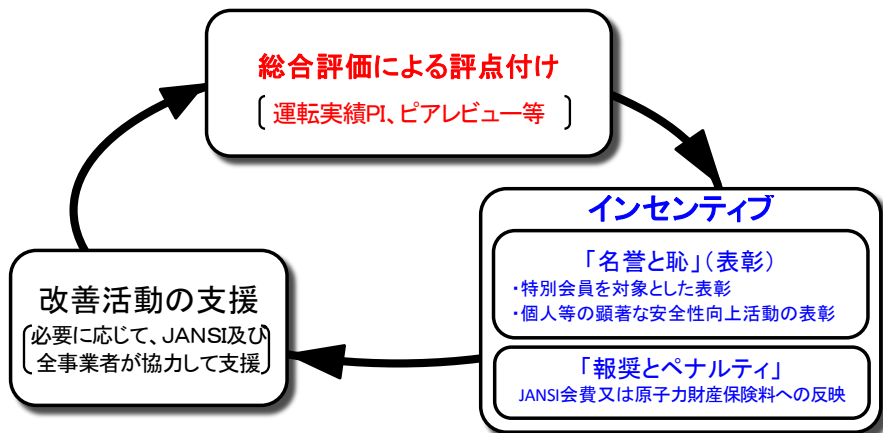 総合評価による評点付け
運転実績PI、ピアレビュー等
インセンティブ
「名誉と恥」(表彰)
・特別会員を対象とした表彰
・個人等の顕著な安全性向上活動の表彰
「報奨とペナルティ」
JANSI会費又は原子力財産保険料への反映
改善活動の支援
必要に応じて、JANSI及び
全事業者が協力して支援